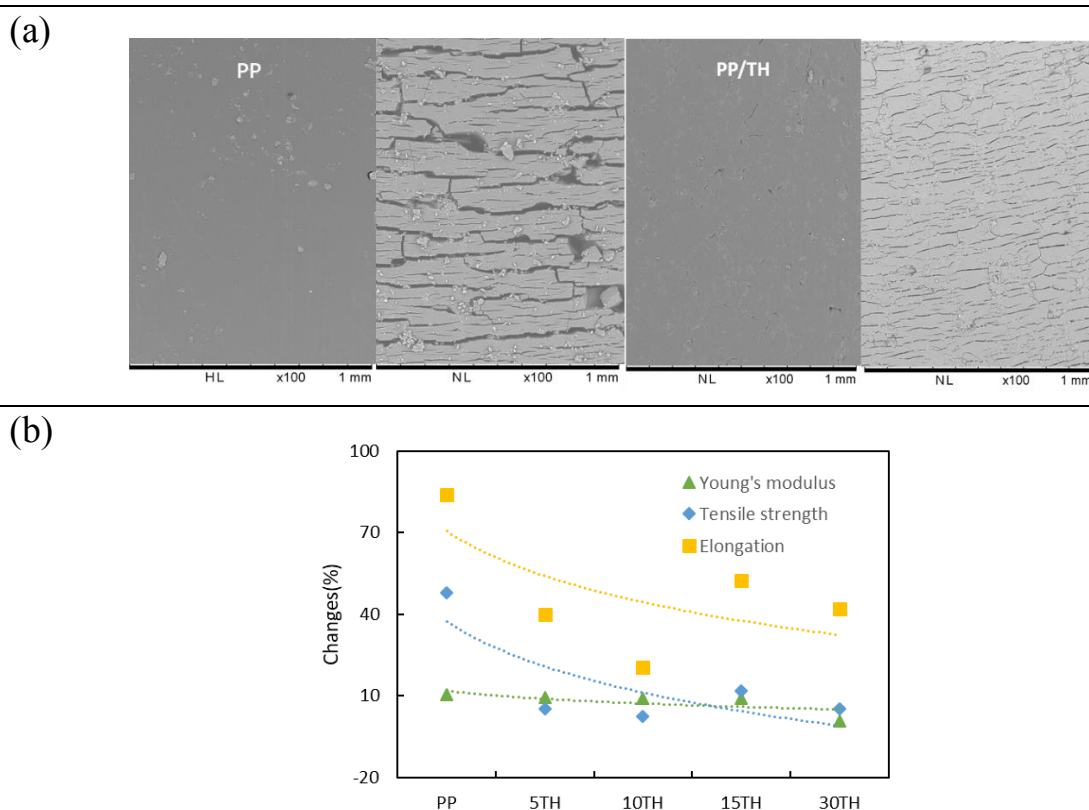 (a)
PP
PP/TH
HL x100 1 mm
NL x100 1 mm
NL x100 1 mm
NL x100 1 mm
(b)
100
70
40
10
-20
Changes(%)
Young's modulus
Tensile strength
Elongation
PP 5TH 10TH 15TH 30TH